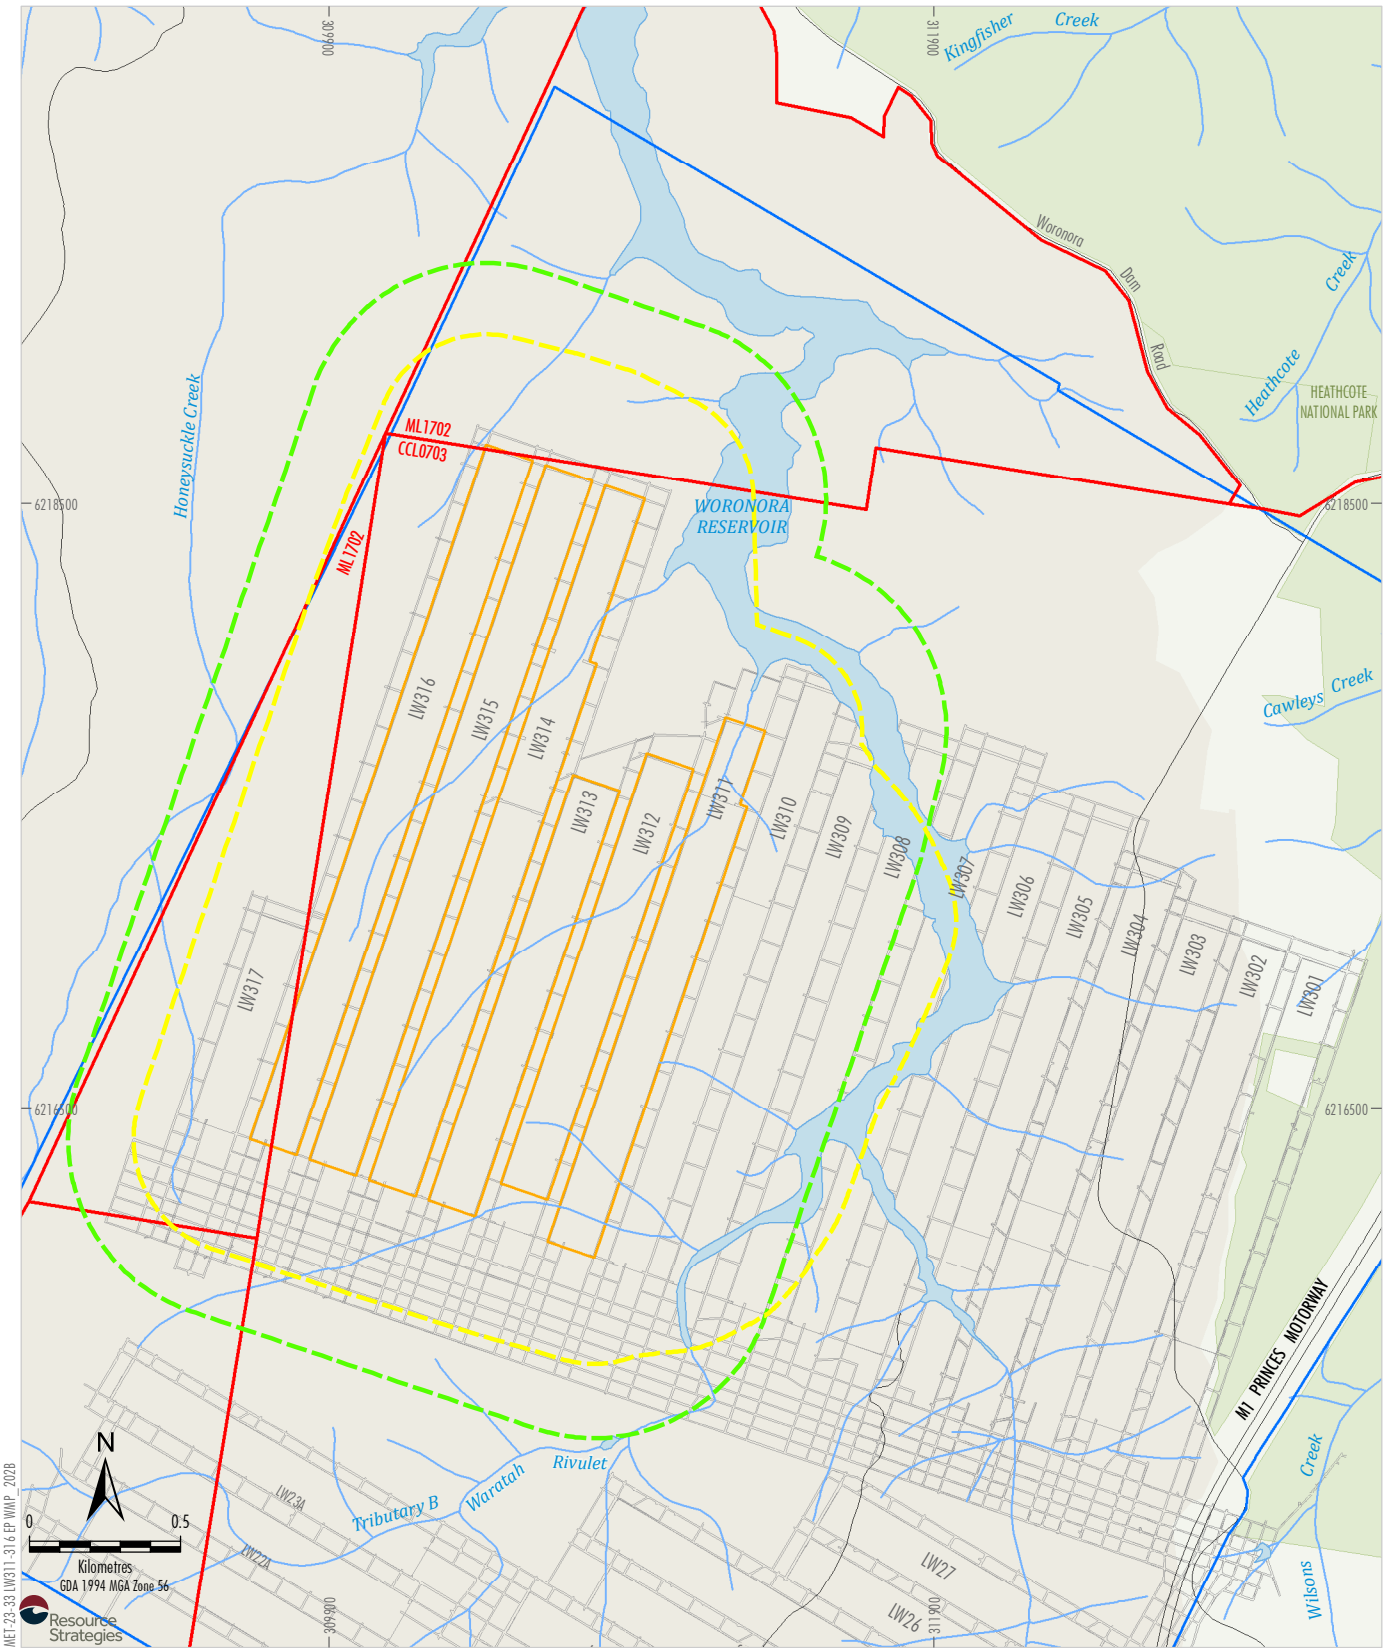 309900
311900
Kingfisher Creek
Woronora Dam Road
Heathcote Creek
HEATHCOTE
NATIONAL PARK
Honeysuckle Creek
ML1702
CCL0703
ML1702
WORONORA
RESERVOIR
6218500
6218500
Cawleys Creek
LW316
LW315
LW314
LW313
LW312
LW311
LW310
LW309
LW308
LW307
LW306
LW305
LW304
LW303
LW302
LW301
LW317
6216500
6216500
M1 PRINCES MOTORWAY
Waratah Rivulet
Tributary B
Wilsons Creek
LW23A
LW22A
LW27
LW26
N
0 0.5
Kilometres
GDA 1994 MGA Zone 56
Resource
Strategies
309900
311900
MET-23-33 LW311-316 EP WMP_202B